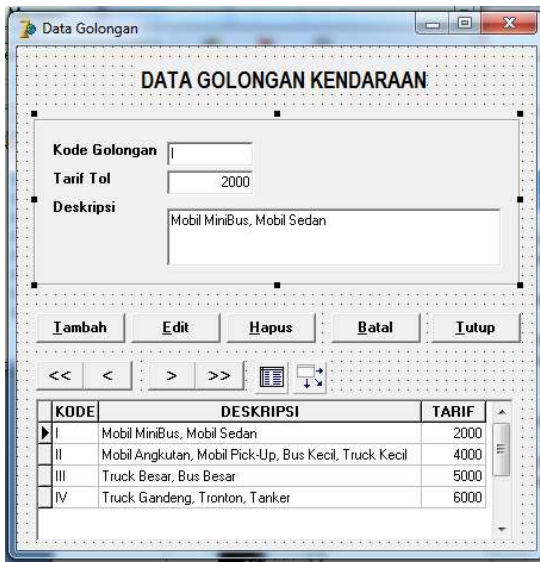 Data Golongan
DATA GOLONGAN KENDARAAN
Kode Golongan I
Tarif Tol 2000
Deskripsi
Mobil MiniBus, Mobil Sedan
Tambah Edit Hapus Batal Tutup
<< < > >>
KODE DESKRIPSI TARIF
I Mobil MiniBus, Mobil Sedan 2000
II Mobil Angkutan, Mobil Pick-Up, Bus Kecil, Truck Kecil 4000
III Truck Besar, Bus Besar 5000
IV Truck Gandeng, Tronton, Tanker 6000